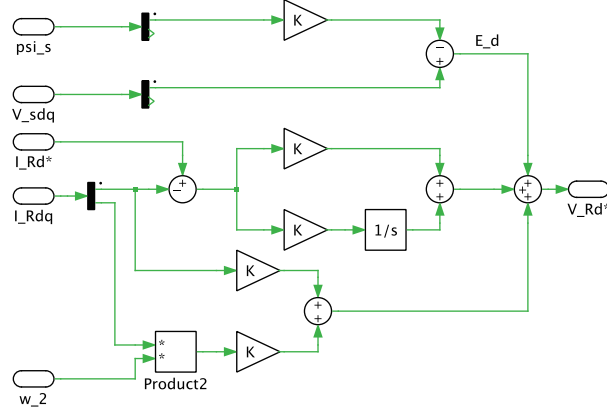 K
psi_s
−
+
E_d
V_sdq
I_Rd*
K
−
+
+
+
+
+
+
V_Rd*
I_Rdq
K
1/s
K
+
+
*
*
K
Product2
w_2